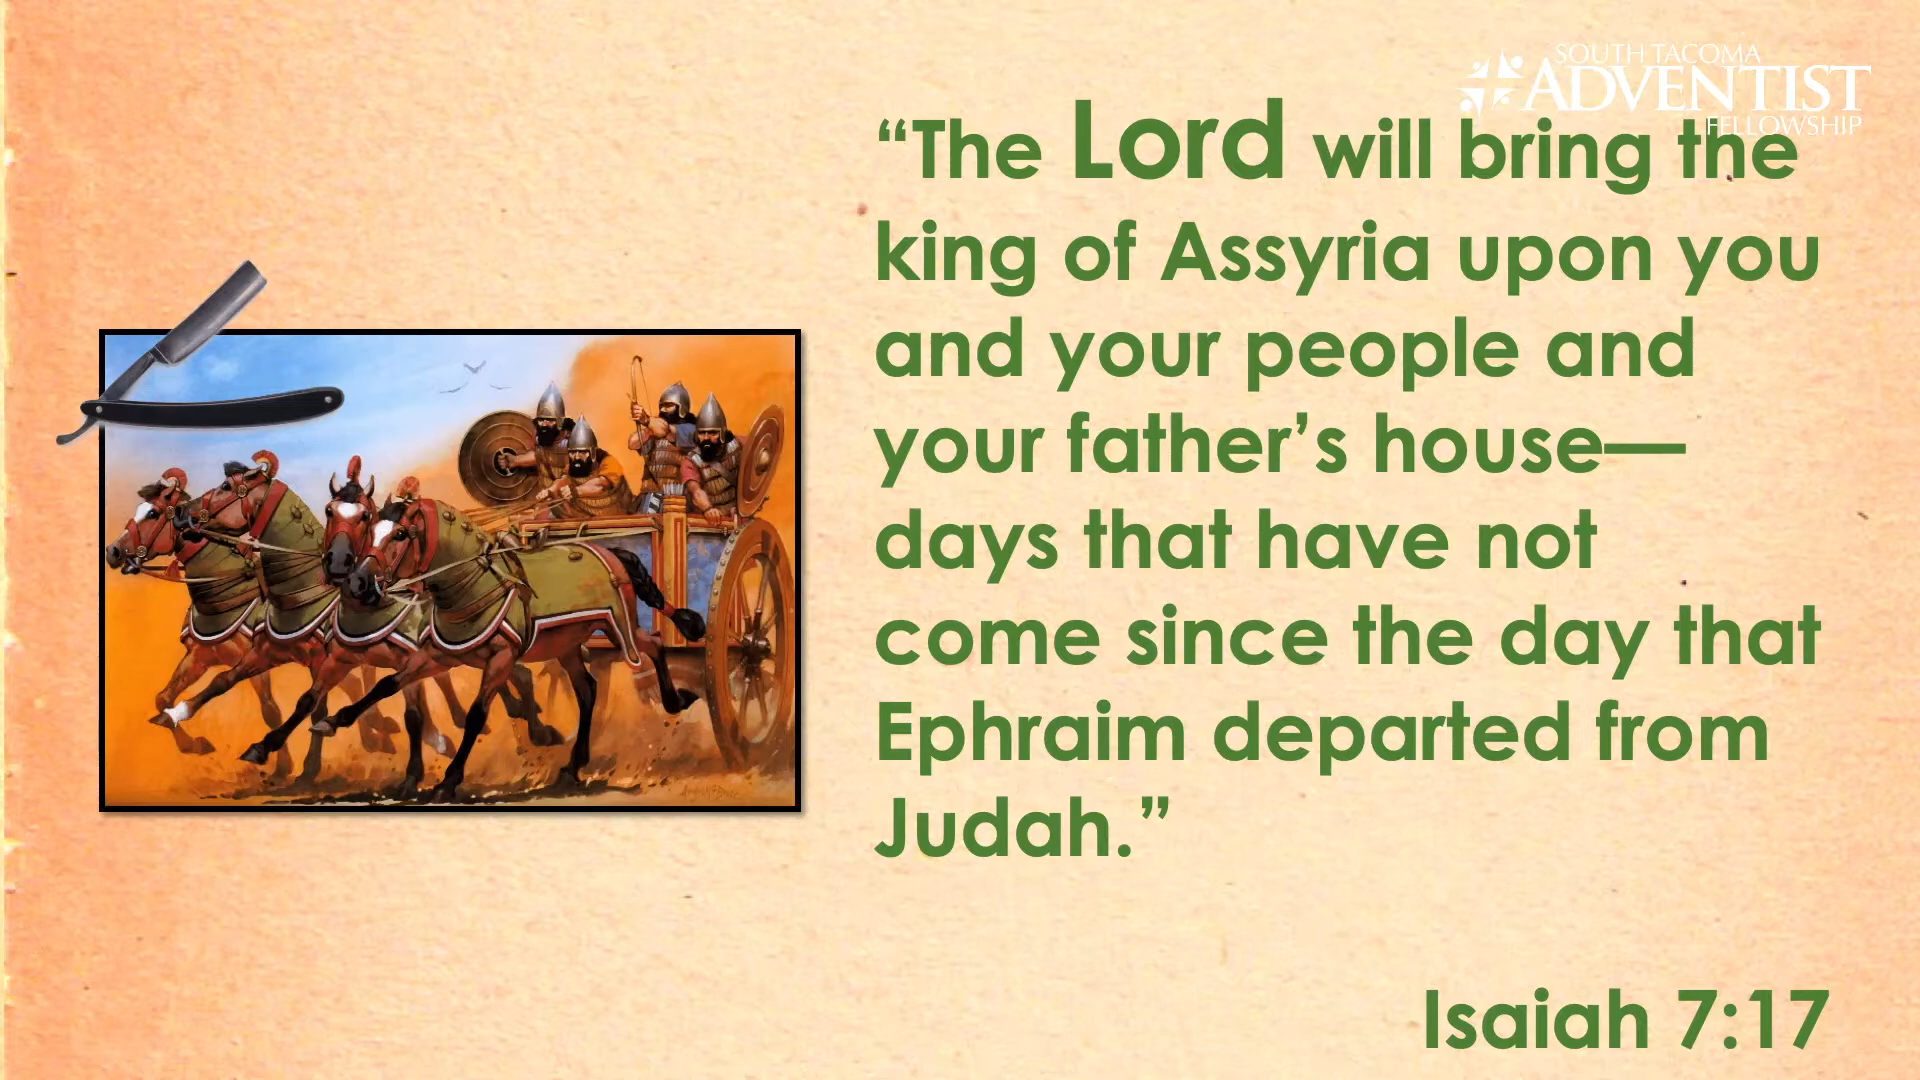 SOUTH TACOMA
ADVENTIST
FELLOWSHIP
“The Lord will bring the
king of Assyria upon you
and your people and
your father’s house—
days that have not
come since the day that
Ephraim departed from
Judah.”
Isaiah 7:17